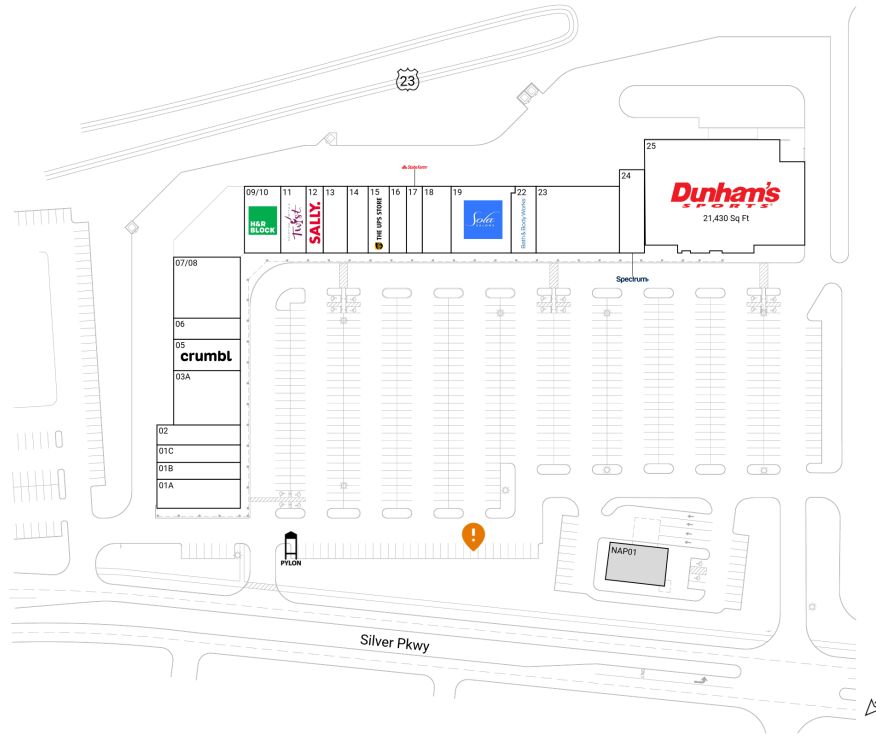 23
25
State Farm
24
09/10
11
12
13
14
15
16
17
18
19
22
23
H&R
BLOCK
Twist
SALLY.
THE UPS STORE
Sola
SALONS
Bath & Body Works
Dunham's
SPORTS
21,430 Sq Ft
07/08
Spectrum
06
05
crumbl
03A
02
01C
01B
01A
!
PYLON
NAP01
Silver Pkwy